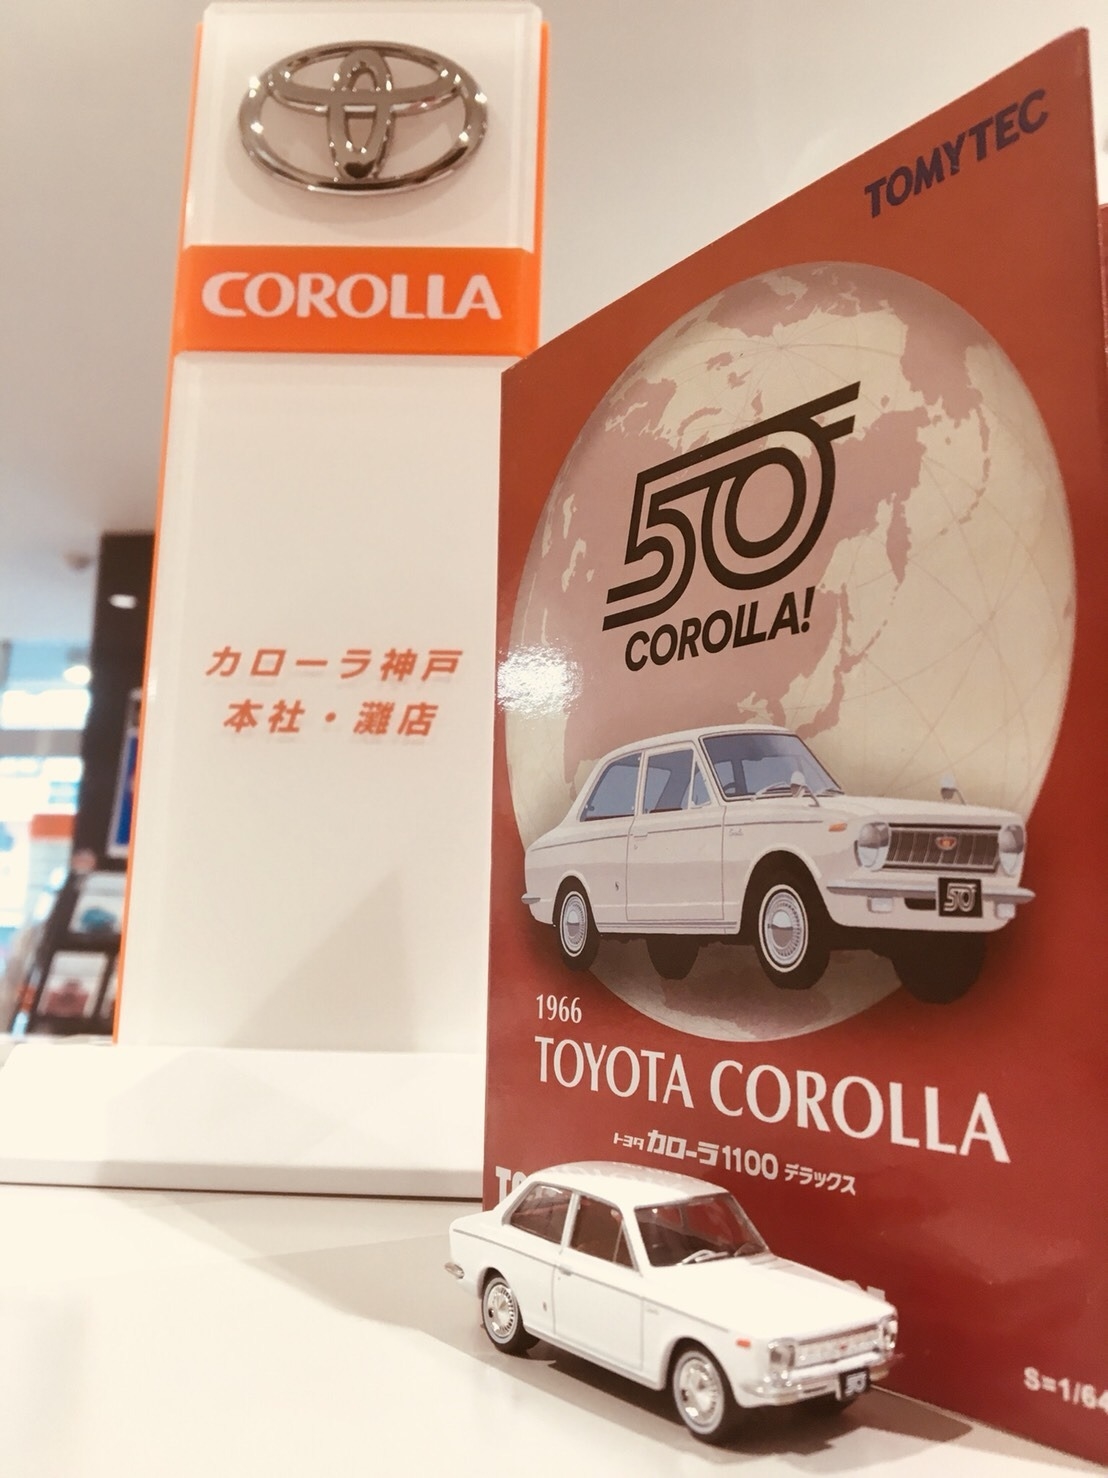 COROLLA
カローラ神戸
本社・灘店
TOMYTEC
50
COROLLA!
50
1966
TOYOTA COROLLA
トヨタ カローラ1100 デラックス
S=1/64
50